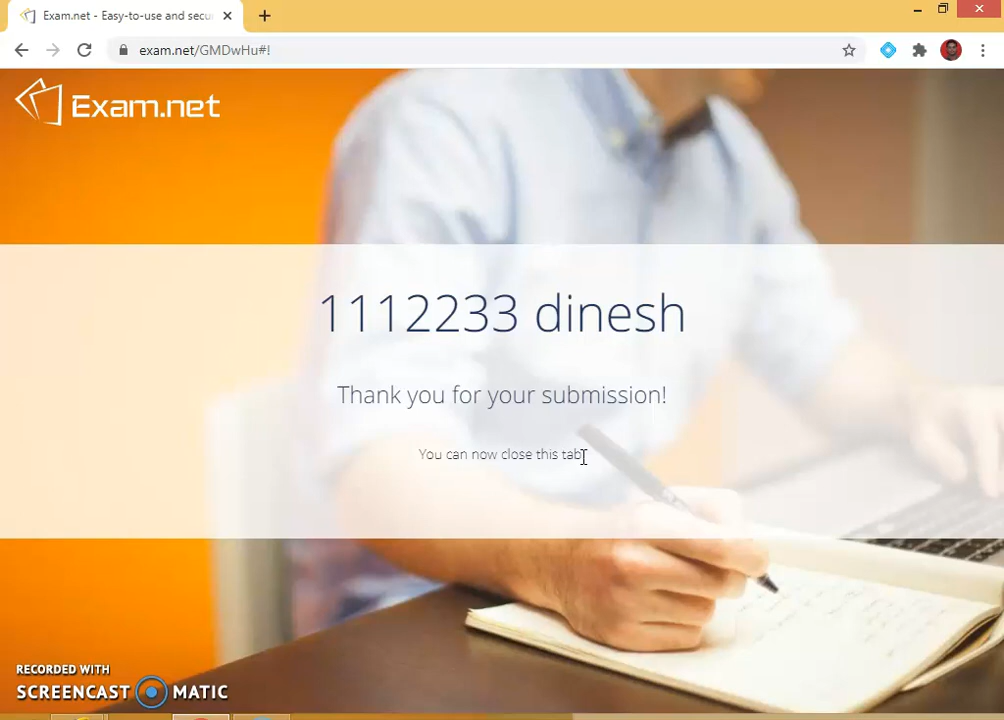 Exam.net - Easy-to-use and secu
exam.net/GMDwHu#!
Exam.net
1112233 dinesh
Thank you for your submission!
You can now close this tab
RECORDED WITH
SCREENCAST MATIC